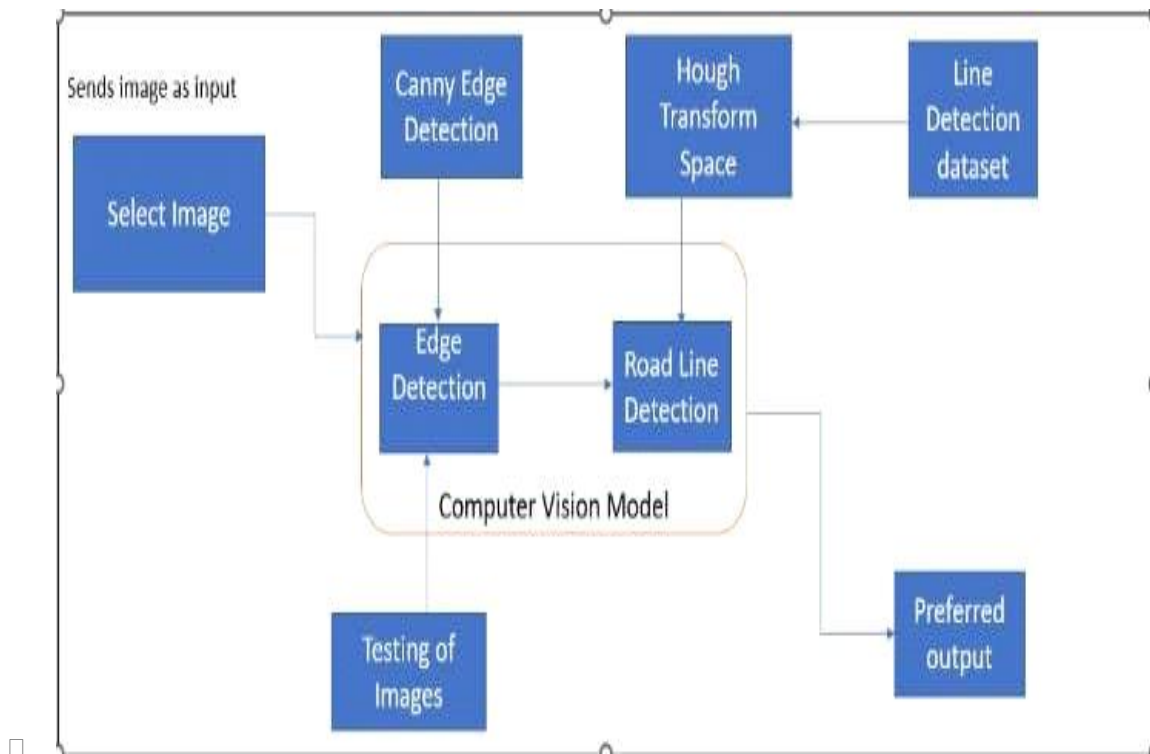 Sends image as input
Select Image
Canny Edge
Detection
Hough
Transform
Space
Line
Detection
dataset
Edge
Detection
Road Line
Detection
Computer Vision Model
Testing of
Images
Preferred
output